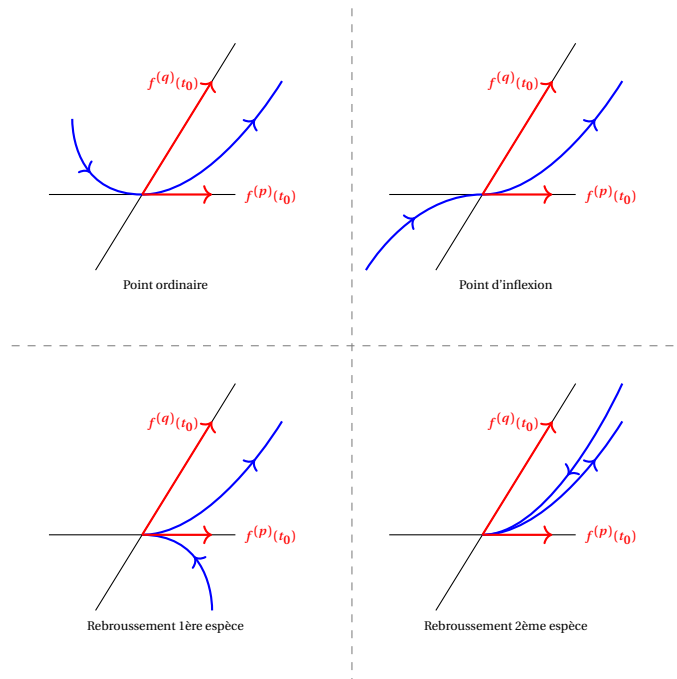 f^(q)(t_0)
f^(p)(t_0)
Point ordinaire
f^(q)(t_0)
f^(p)(t_0)
Point d'inflexion
f^(q)(t_0)
f^(p)(t_0)
Rebroussement 1ère espèce
f^(q)(t_0)
f^(p)(t_0)
Rebroussement 2ème espèce